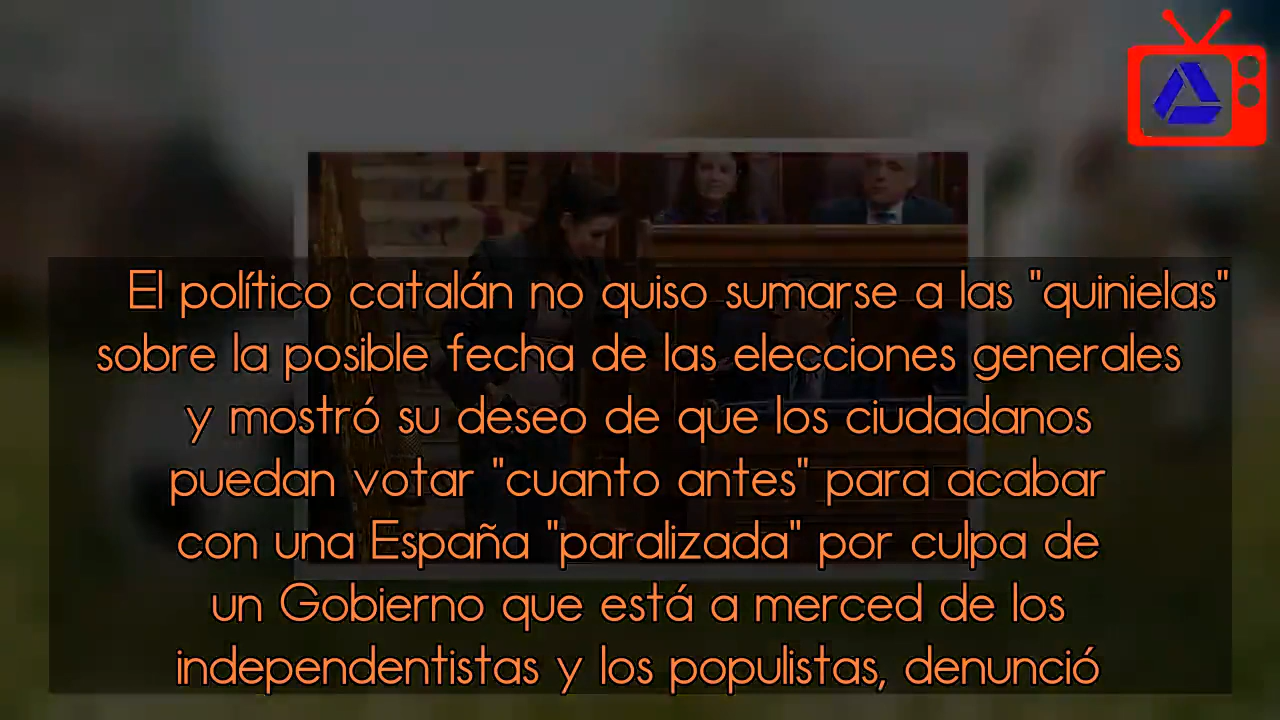 El político catalán no quiso sumarse a las "quinielas"
sobre la posible fecha de las elecciones generales
y mostró su deseo de que los ciudadanos
puedan votar "cuanto antes" para acabar
con una España "paralizada" por culpa de
un Gobierno que está a merced de los
independentistas y los populistas, denunció